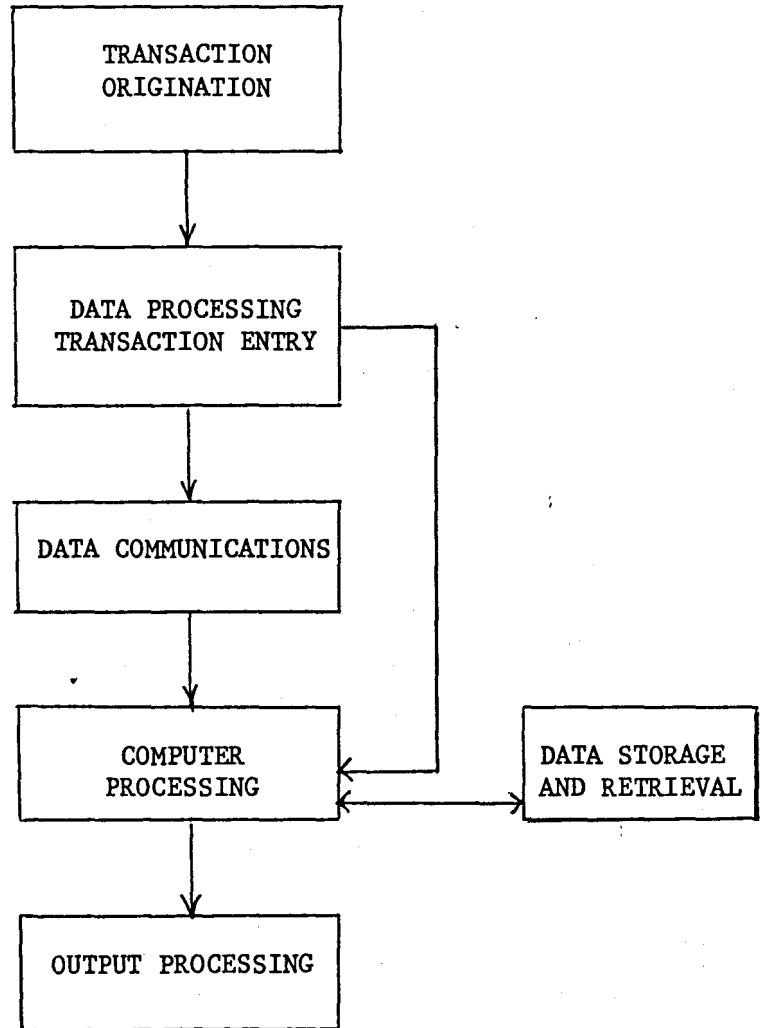 TRANSACTION
ORIGINATION
DATA PROCESSING
TRANSACTION ENTRY
DATA COMMUNICATIONS
COMPUTER
PROCESSING
DATA STORAGE
AND RETRIEVAL
OUTPUT PROCESSING